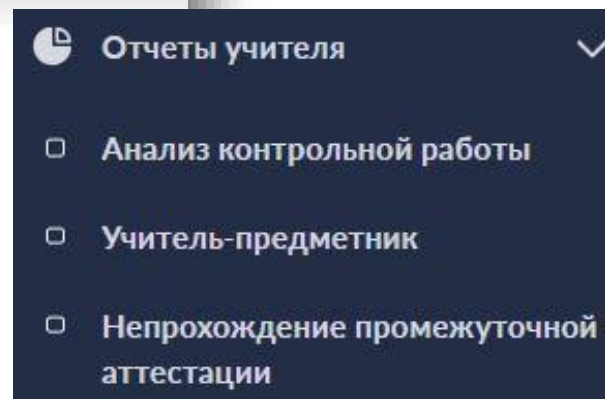 Отчеты учителя
Анализ контрольной работы
Учитель-предметник
Непрохождение промежуточной
аттестации